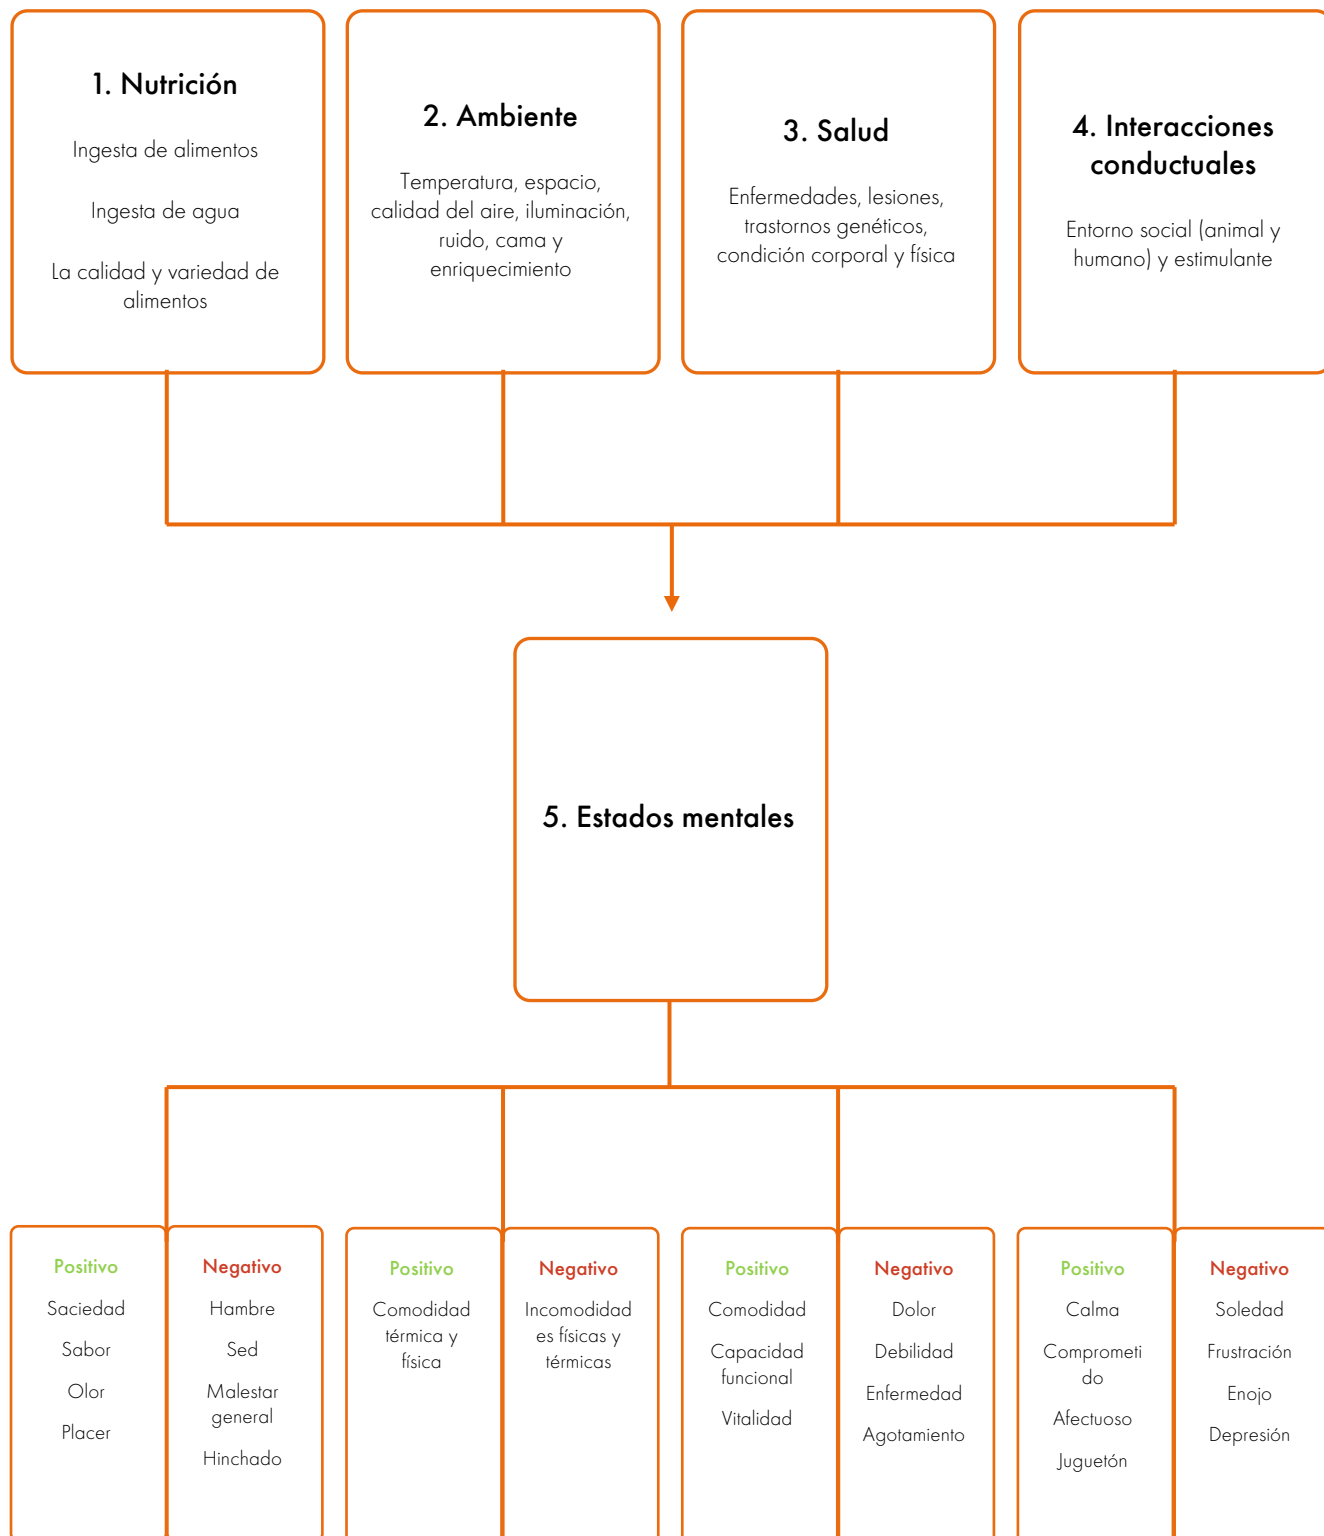 1. Nutrición
Ingesta de alimentos
Ingesta de agua
La calidad y variedad de
alimentos
2. Ambiente
Temperatura, espacio,
calidad del aire, iluminación,
ruido, cama y
enriquecimiento
3. Salud
Enfermedades, lesiones,
trastornos genéticos,
condición corporal y física
4. Interacciones
conductuales
Entorno social (animal y
humano) y estimulante
5. Estados mentales
Positivo
Saciedad
Sabor
Olor
Placer
Negativo
Hambre
Sed
Malestar
general
Hinchado
Positivo
Comodidad
térmica y
física
Negativo
Incomodidad
es físicas y
térmicas
Positivo
Comodidad
Capacidad
funcional
Vitalidad
Negativo
Dolor
Debilidad
Enfermedad
Agotamiento
Positivo
Calma
Comprometi
do
Afectuoso
Juguetón
Negativo
Soledad
Frustración
Enojo
Depresión